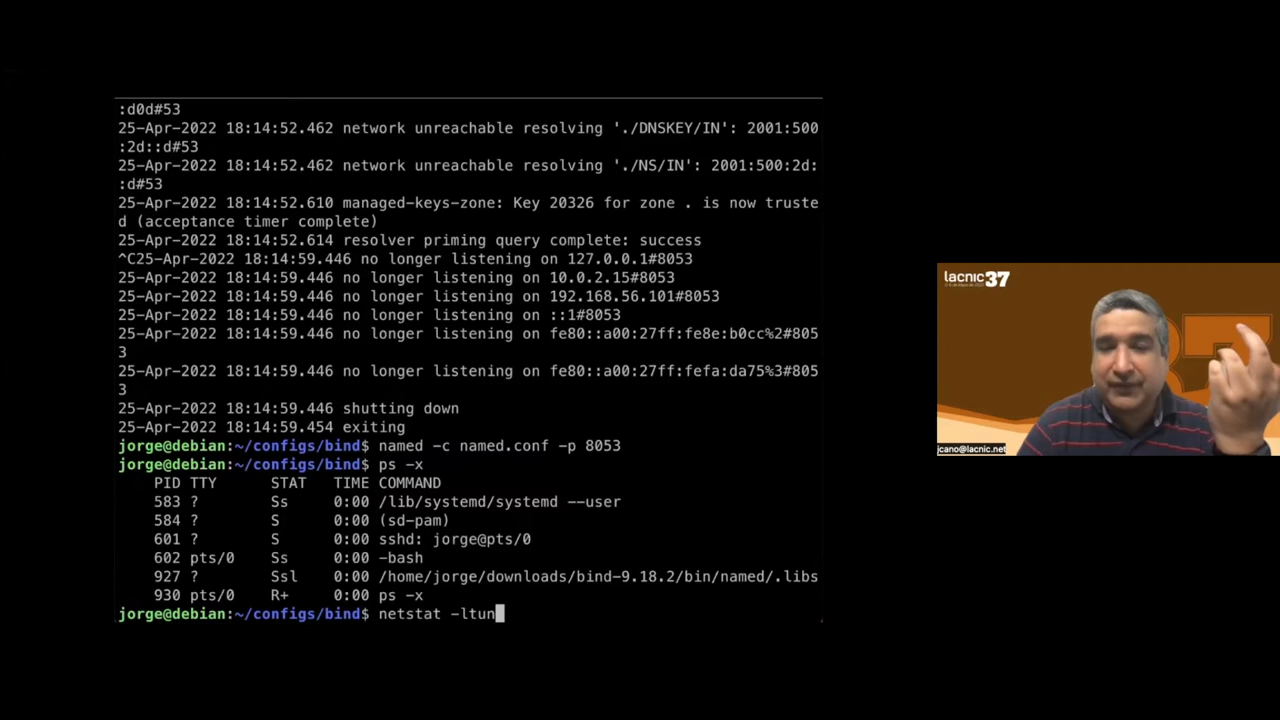 :d0d#53
25-Apr-2022 18:14:52.462 network unreachable resolving './DNSKEY/IN': 2001:500
:2d::d#53
25-Apr-2022 18:14:52.462 network unreachable resolving './NS/IN': 2001:500:2d:
:d#53
25-Apr-2022 18:14:52.610 managed-keys-zone: Key 20326 for zone . is now truste
d (acceptance timer complete)
25-Apr-2022 18:14:52.614 resolver priming query complete: success
^C25-Apr-2022 18:14:59.446 no longer listening on 127.0.0.1#8053
25-Apr-2022 18:14:59.446 no longer listening on 10.0.2.15#8053
25-Apr-2022 18:14:59.446 no longer listening on 192.168.56.101#8053
25-Apr-2022 18:14:59.446 no longer listening on ::1#8053
25-Apr-2022 18:14:59.446 no longer listening on fe80::a00:27ff:fe8e:b0cc%2#805
3
25-Apr-2022 18:14:59.446 no longer listening on fe80::a00:27ff:fefa:da75%3#805
3
25-Apr-2022 18:14:59.446 shutting down
25-Apr-2022 18:14:59.454 exiting
jorge@debian:~/configs/bind$ named -c named.conf -p 8053
jorge@debian:~/configs/bind$ ps -x
PID TTY STAT TIME COMMAND
583 ? Ss 0:00 /lib/systemd/systemd --user
584 ? S 0:00 (sd-pam)
601 ? S 0:00 sshd: jorge@pts/0
602 pts/0 Ss 0:00 -bash
927 ? Ssl 0:00 /home/jorge/downloads/bind-9.18.2/bin/named/.libs
930 pts/0 R+ 0:00 ps -x
jorge@debian:~/configs/bind$ netstat -ltun
lacnic 37
jcano@lacnic.net